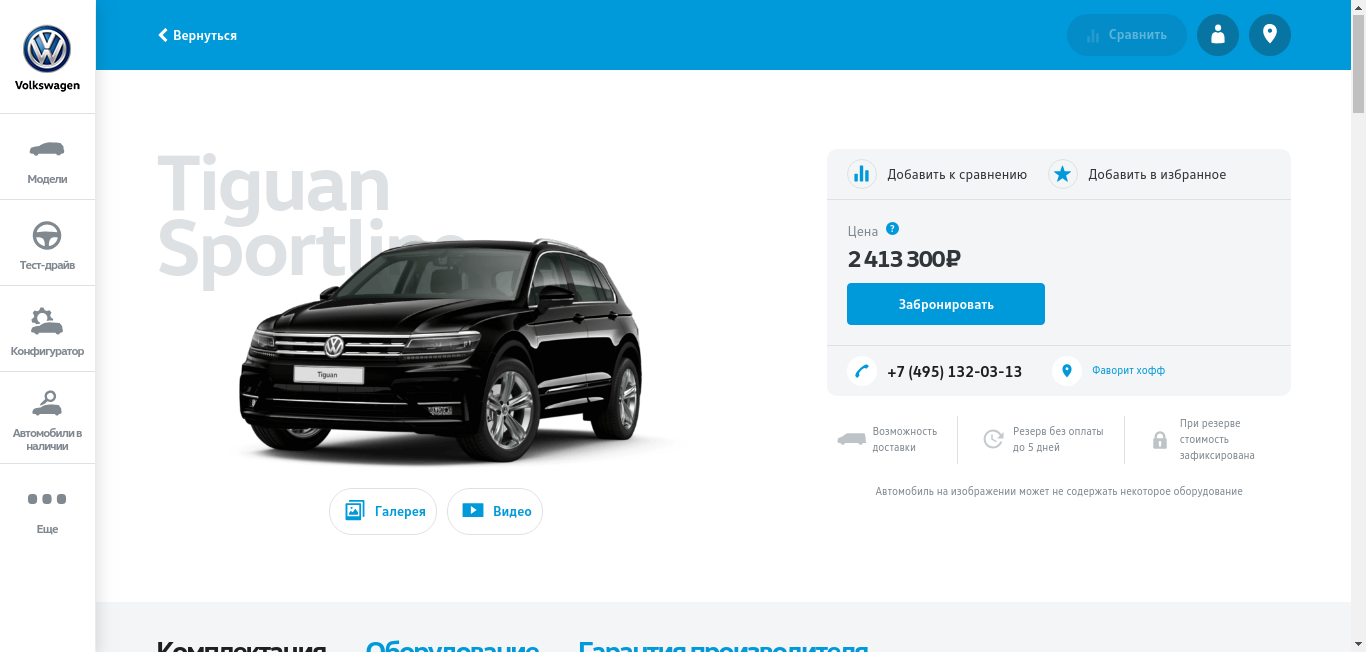 Volkswagen
Модели
Тест-драйв
Конфигуратор
Автомобили в
наличии
Еще
Вернуться
Сравнить
Tiguan
Sportline
Tiguan
Галерея
Видео
Добавить к сравнению
Добавить в избранное
Цена ?
2 413 300₽
Забронировать
+7 (495) 132-03-13
Фаворит хофф
Возможность
доставки
Резерв без оплаты
до 5 дней
При резерве
стоимость
зафиксирована
Автомобиль на изображении может не содержать некоторое оборудование
Комплектация
Оборудование
Гарантия производителя